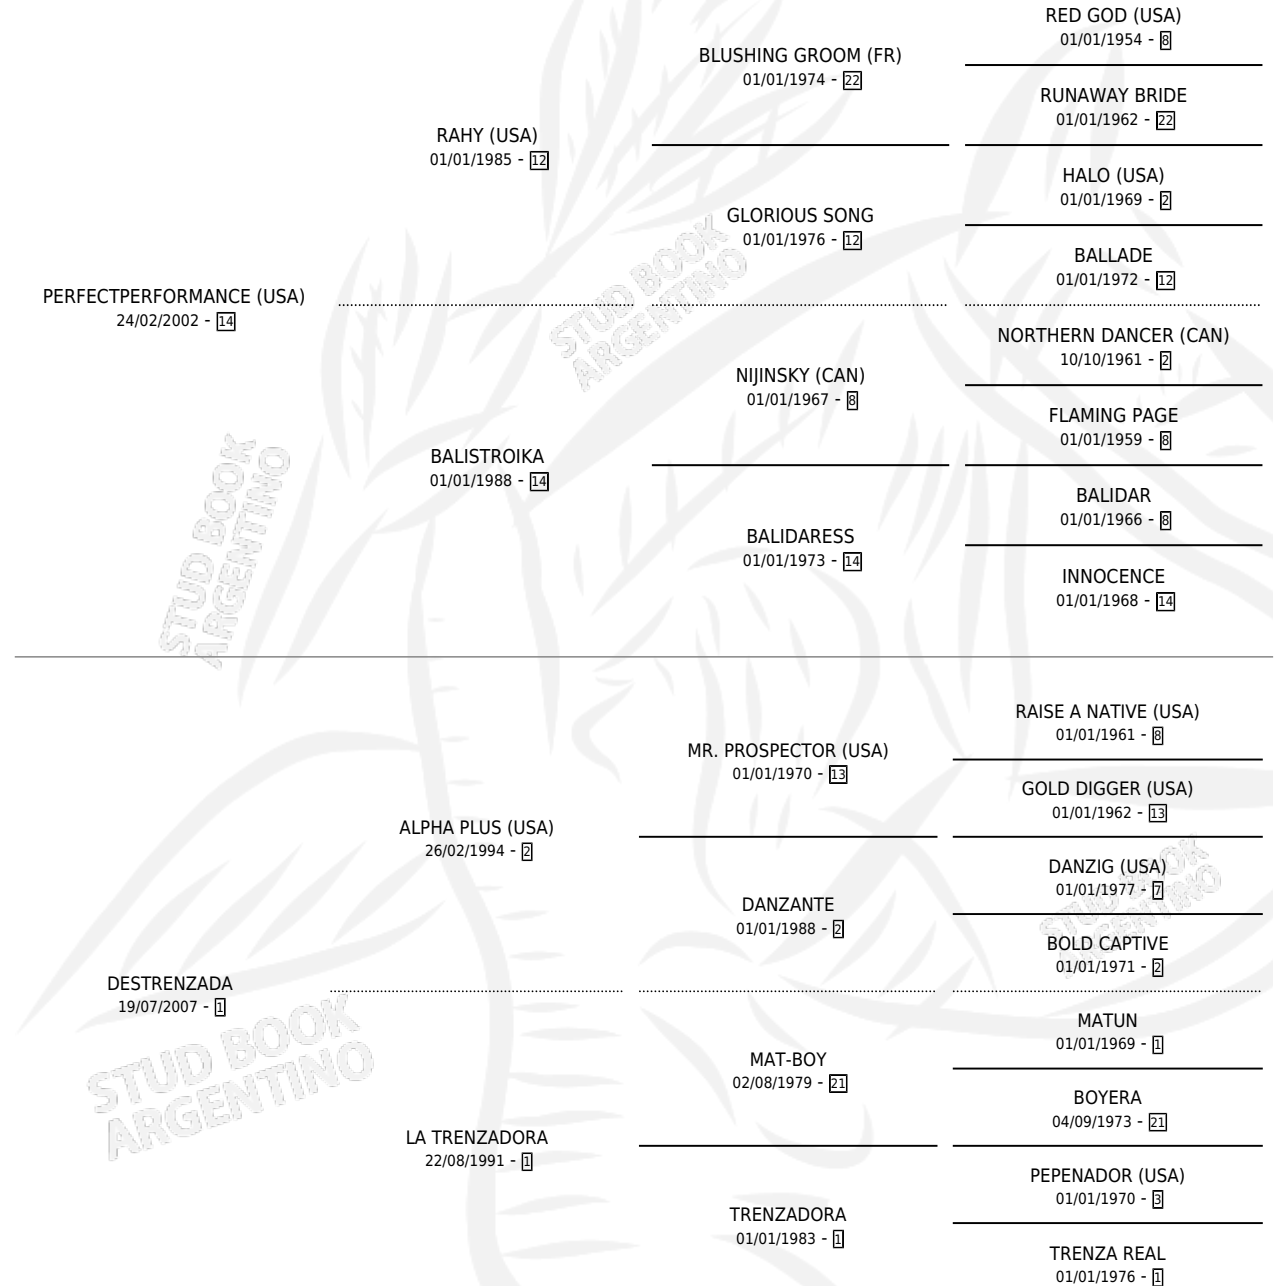 RED GOD (USA)
01/01/1954 - 8
BLUSHING GROOM (FR)
01/01/1974 - 22
RUNAWAY BRIDE
01/01/1962 - 22
RAHY (USA)
01/01/1985 - 12
HALO (USA)
01/01/1969 - 2
GLORIOUS SONG
01/01/1976 - 12
BALLADE
01/01/1972 - 12
PERFECTPERFORMANCE (USA)
24/02/2002 - 14
NORTHERN DANCER (CAN)
10/10/1961 - 2
NIJINSKY (CAN)
01/01/1967 - 8
FLAMING PAGE
01/01/1959 - 8
BALISTROIKA
01/01/1988 - 14
BALIDAR
01/01/1966 - 8
BALIDARESS
01/01/1973 - 14
INNOCENCE
01/01/1968 - 14
STUD BOOK
ARGENTINO
STUD BOOK
ARGENTINO
RAISE A NATIVE (USA)
01/01/1961 - 8
MR. PROSPECTOR (USA)
01/01/1970 - 13
GOLD DIGGER (USA)
01/01/1962 - 13
ALPHA PLUS (USA)
26/02/1994 - 2
DANZIG (USA)
01/01/1977 - 7
DANZANTE
01/01/1988 - 2
BOLD CAPTIVE
01/01/1971 - 2
DESTRENZADA
19/07/2007 - 1
MATUN
01/01/1969 - 1
MAT-BOY
02/08/1979 - 21
BOYERA
04/09/1973 - 21
LA TRENZADORA
22/08/1991 - 1
PEPENADOR (USA)
01/01/1970 - 3
TRENZADORA
01/01/1983 - 1
TRENZA REAL
01/01/1976 - 1
STUD BOOK
ARGENTINO
STUD BOOK
ARGENTINO